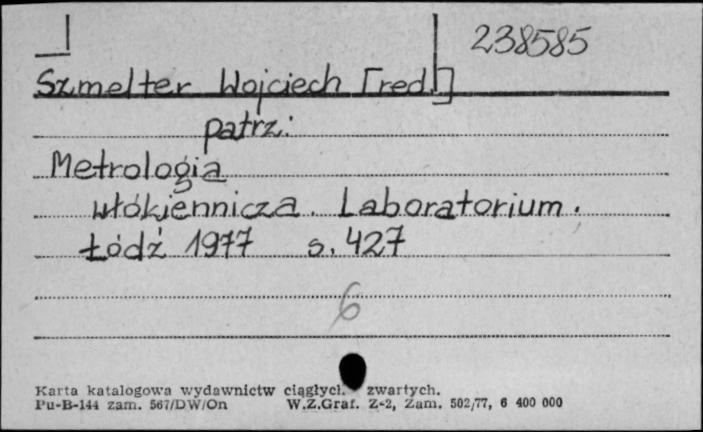 238585
Szmelter Wojciech [red.]
patrz:
Metrologia
włókiennicza. Laboratorium.
Łódź 1977 s. 427
6
Karta katalogowa wydawnictw ciągłych zwartych.
Pu-B-144 zam. 567/DW/On W.Z.Graf. Z-2, Zam. 502/77, 6 400 000